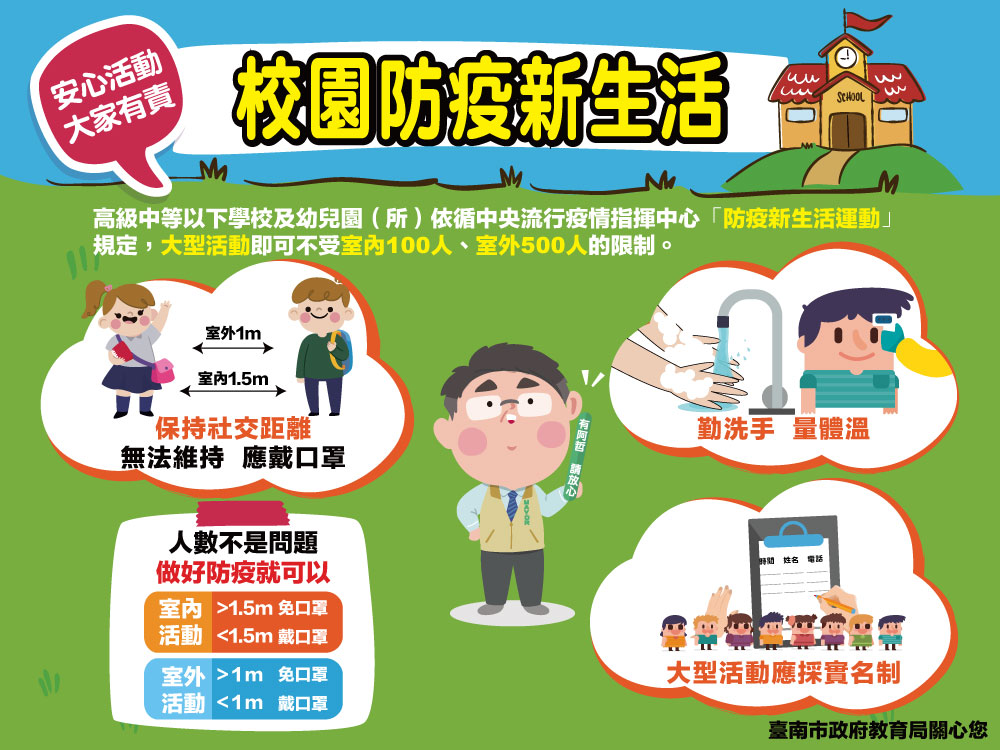 安心活動
大家有責
校園防疫新生活
SCHOOL
高級中等以下學校及幼兒園（所）依循中央流行疫情指揮中心「防疫新生活運動」
規定，大型活動即可不受室內100人、室外500人的限制。
室外1m
室內1.5m
保持社交距離
無法維持 應戴口罩
勤洗手 量體溫
有阿哲 請放心
MAYOR
人數不是問題
做好防疫就可以
室內活動
>1.5m 免口罩
<1.5m 戴口罩
室外活動
>1m 免口罩
<1m 戴口罩
時間 姓名 電話
大型活動應採實名制
臺南市政府教育局關心您